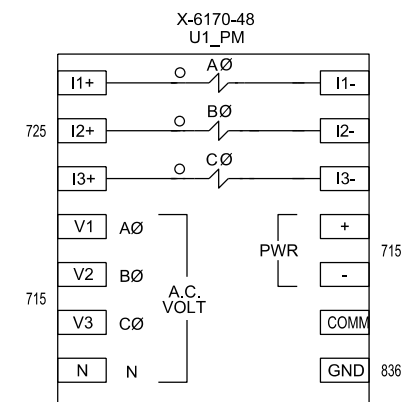 X-6170-48
U1_PM
I1+ AØ I1-
725 I2+ BØ I2-
I3+ CØ I3-
V1 AØ + 715
PWR
V2 BØ -
715 A.C.
VOLT
V3 CØ COMM
N N GND 836